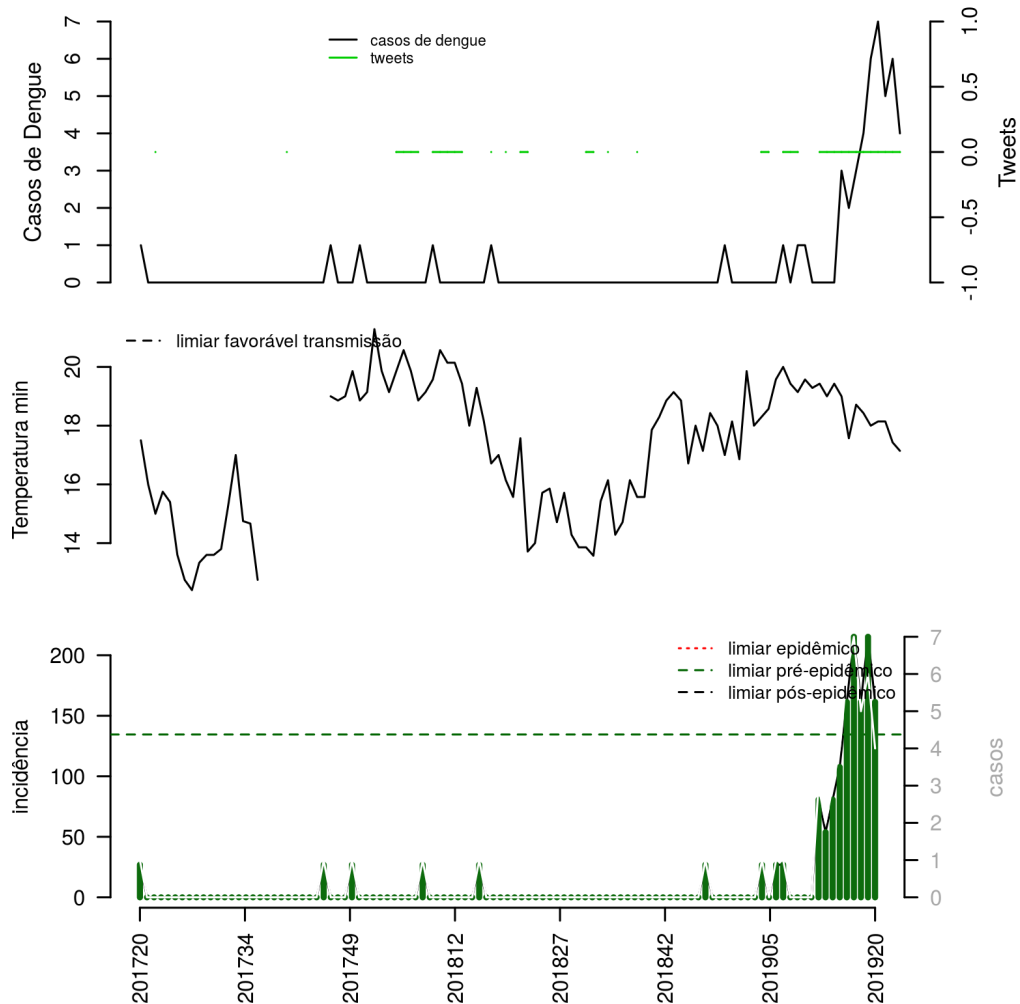 casos de dengue
tweets
Casos de Dengue
0 1 2 3 4 5 6 7
Tweets
-1.0 -0.5 0.0 0.5 1.0
limiar favorável transmissão
Temperatura min
14 16 18 20
limiar epidêmico
limiar pré-epidêmico
limiar pós-epidêmico
incidência
0 50 100 150 200
casos
0 1 2 3 4 5 6 7
201720 201734 201749 201812 201827 201842 201905 201920